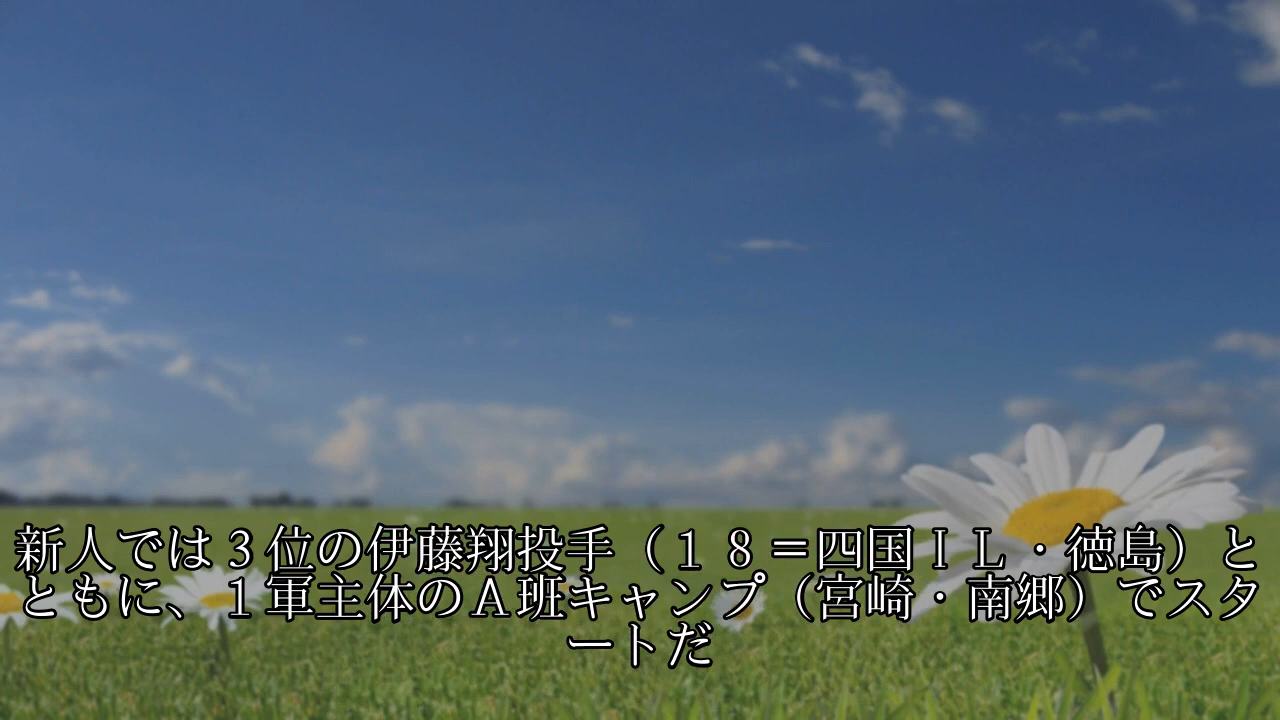 新人では３位の伊藤翔投手（１８＝四国ＩＬ・徳島）と
ともに、１軍主体のＡ班キャンプ（宮崎・南郷）でスタ
ートだ